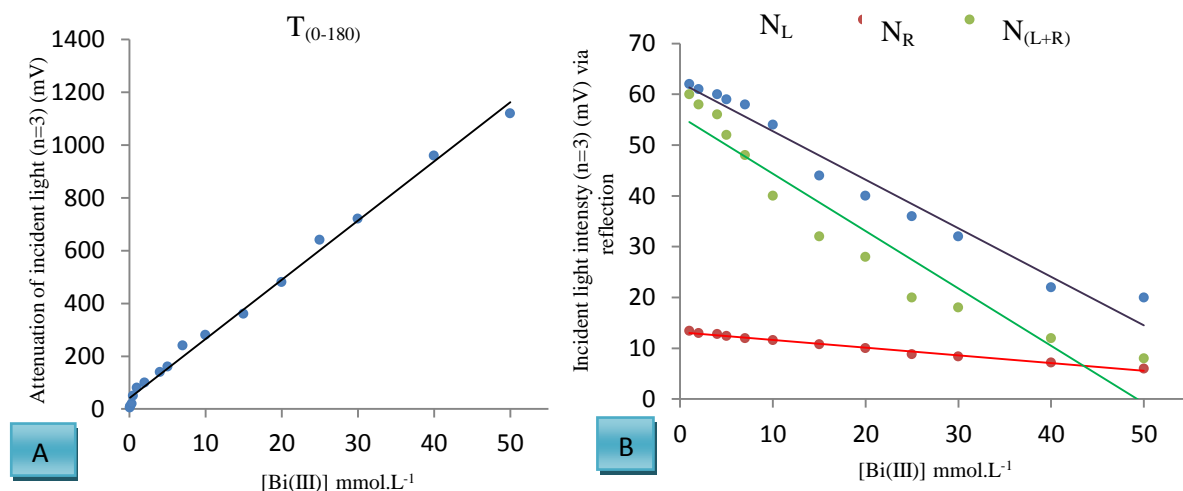 T(0-180)
Attenuation of incident light (n=3) (mV)
1400
1200
1000
800
600
400
200
0
0 10 20 30 40 50
[Bi(III)] mmol.L-1
A
NL NR N(L+R)
Incident light intensty (n=3) (mV) via
reflection
70
60
50
40
30
20
10
0
0 10 20 30 40 50
[Bi(III)] mmol.L-1
B